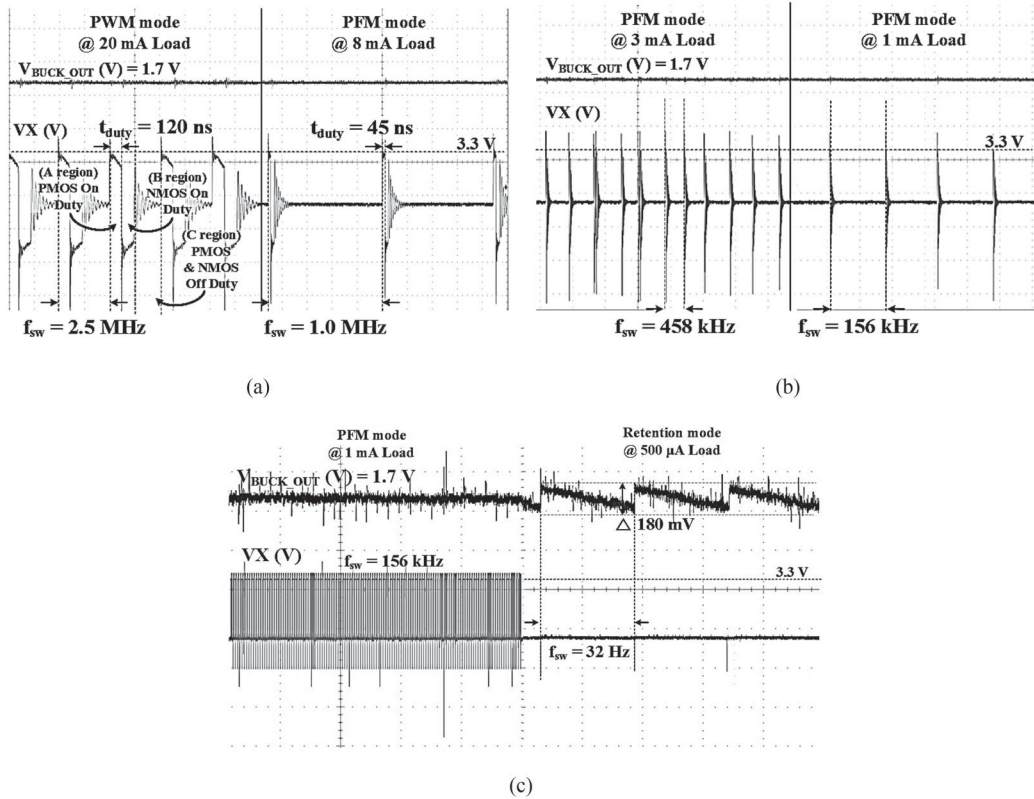 PWM mode
@ 20 mA Load
PFM mode
@ 8 mA Load
VBUCK_OUT (V) = 1.7 V
VX (V)
tduty = 120 ns
tduty = 45 ns
3.3 V
(A region)
PMOS On
Duty
(B region)
NMOS On
Duty
(C region)
PMOS
& NMOS
Off Duty
fsw = 2.5 MHz
fsw = 1.0 MHz
(a)
PFM mode
@ 3 mA Load
PFM mode
@ 1 mA Load
VBUCK_OUT (V) = 1.7 V
VX (V)
3.3 V
fsw = 458 kHz
fsw = 156 kHz
(b)
PFM mode
@ 1 mA Load
Retention mode
@ 500 μA Load
VBUCK_OUT (V) = 1.7 V
△ 180 mV
VX (V)
fsw = 156 kHz
3.3 V
fsw = 32 Hz
(c)